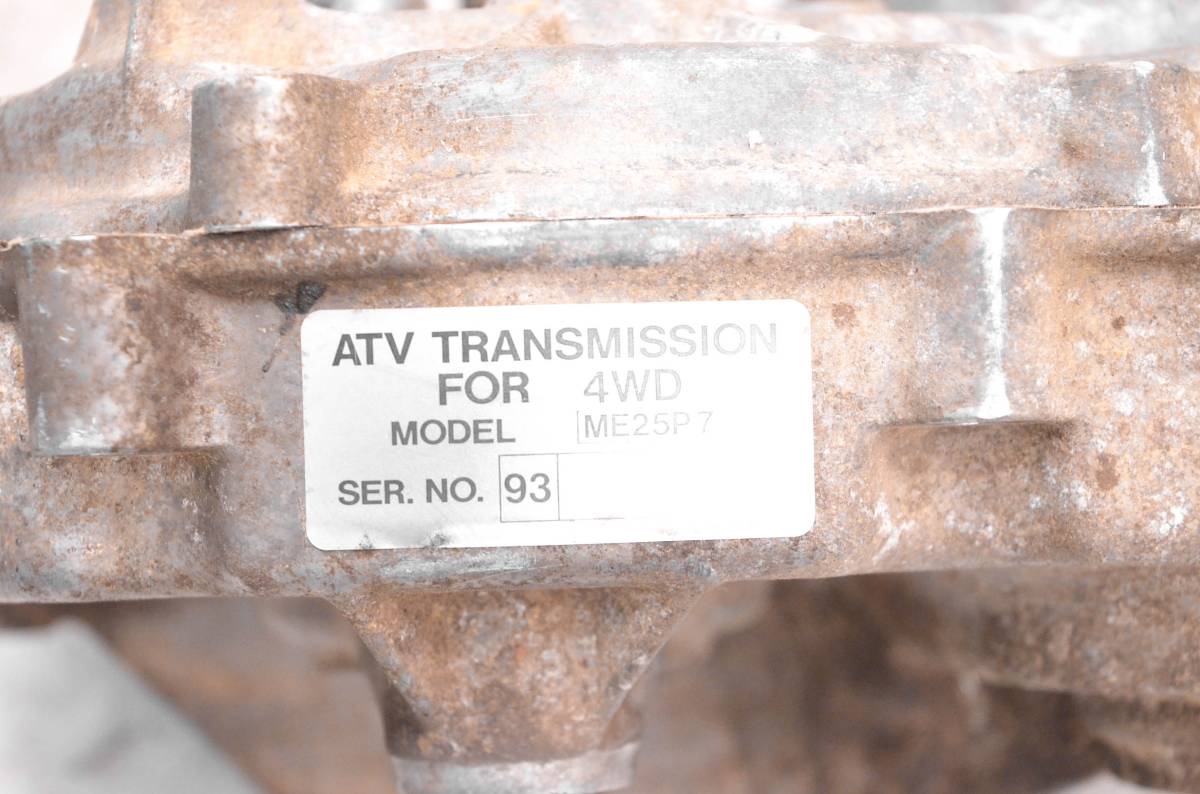 ATV TRANSMISSION
FOR 4WD
MODEL ME25P7
SER. NO. 93